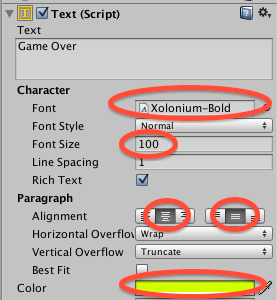 Text (Script)
Text
Game Over
Character
Font Xolonium-Bold
Font Style Normal
Font Size 100
Line Spacing 1
Rich Text
Paragraph
Alignment
Horizontal Overflow Wrap
Vertical Overflow Truncate
Best Fit
Color